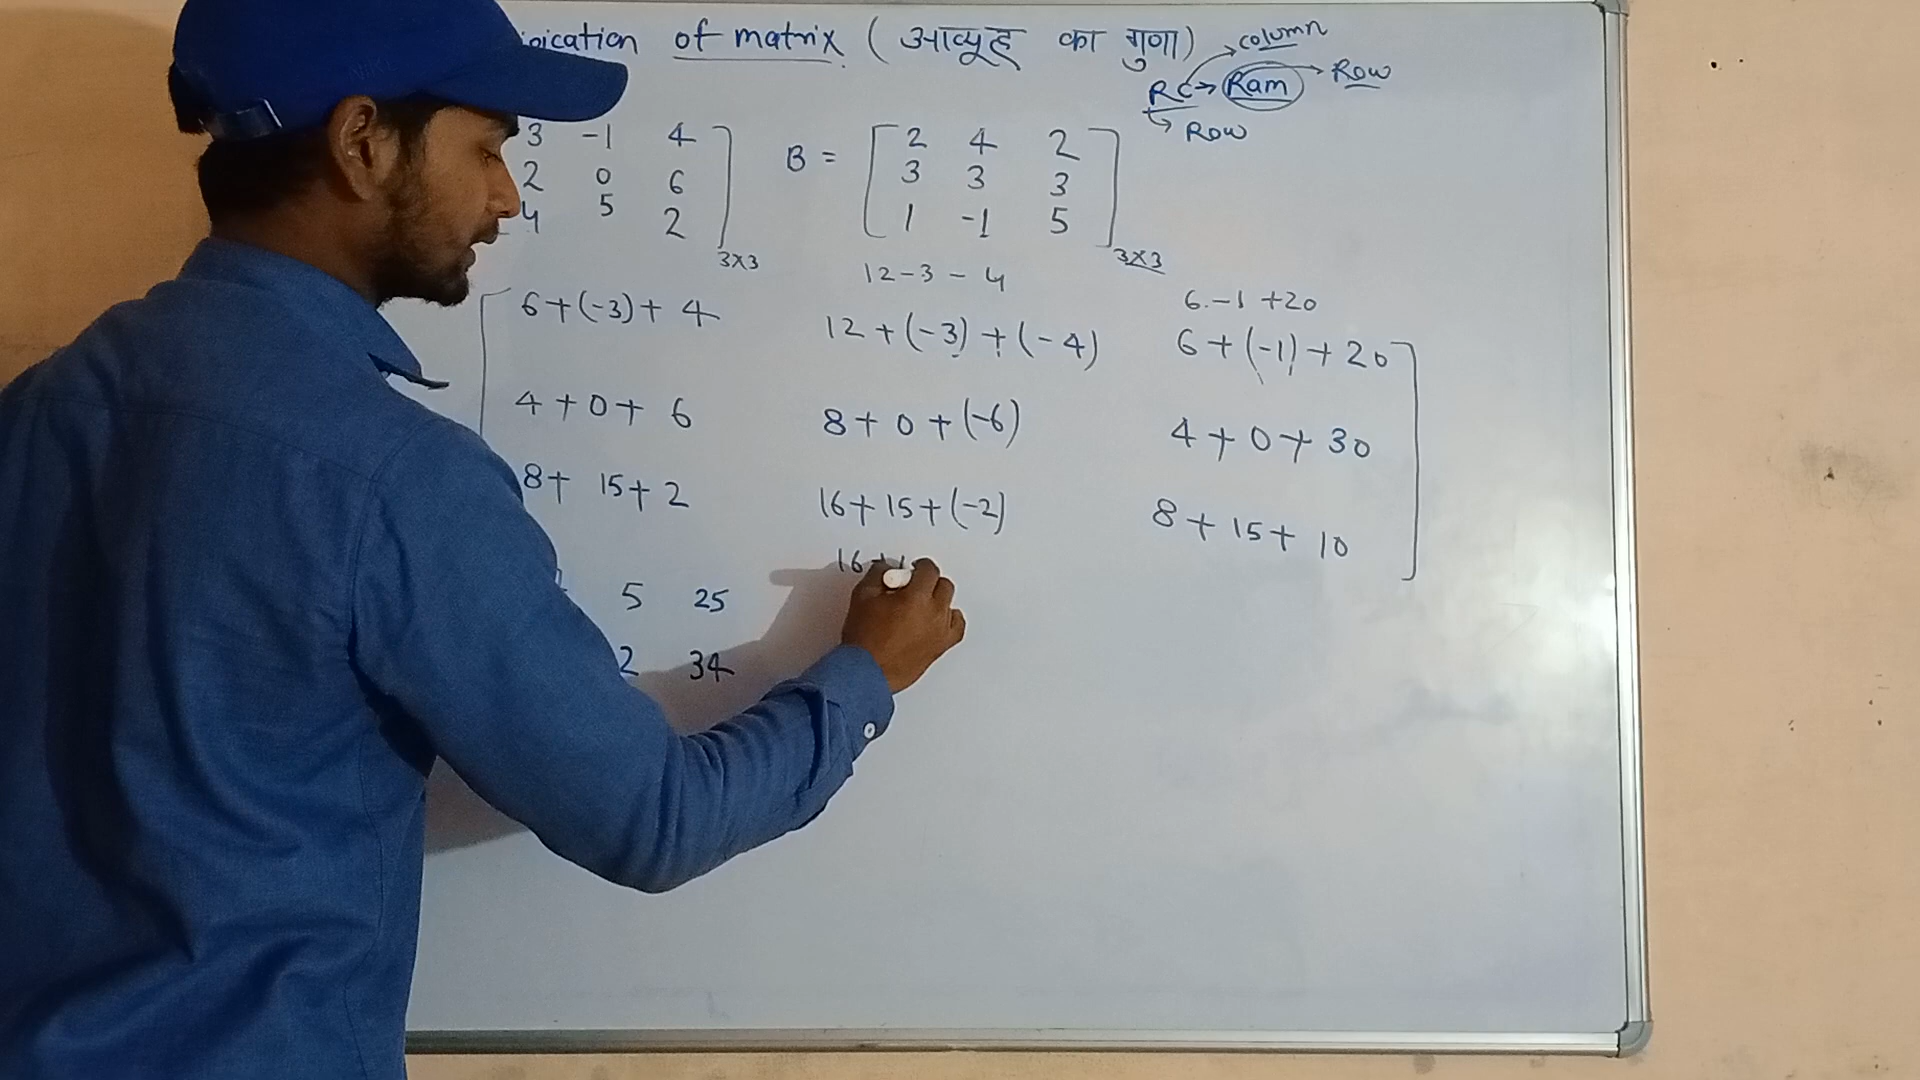 of matrix (आव्यूह का गुणा)
column
RC → Ram → Row
Row
3 -1 4
2 0 6
4 5 2
3x3
B =
2 4 2
3 3 3
1 -1 5
3x3
12-3-4
6.-1 +20
6+(-3)+ 4 12+(-3)+(-4) 6+(-1)+20
4+0+ 6 8+0+(-6) 4+0+30
8+ 15+2 16+15+(-2) 8+15+10
16+
5 25
2 34